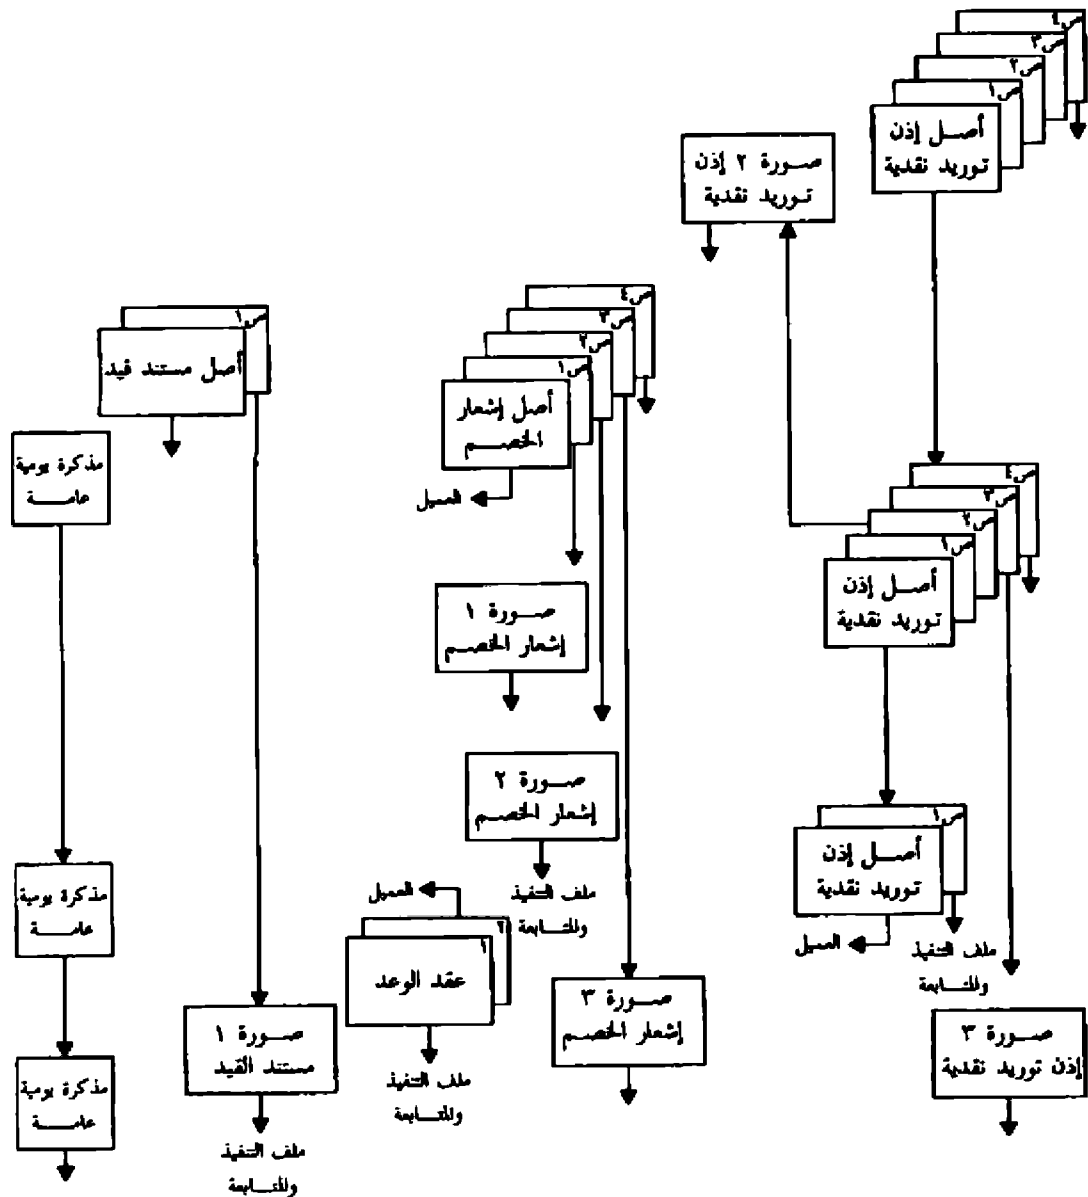 ص٤
ص٣
ص٢
ص١
أصل إذن
توريد نقدية
صورة ٢ إذن
توريد نقدية
ص٤
ص٣
ص٢
ص١
أصل إذن
توريد نقدية
ص١
أصل إذن
توريد نقدية
العميل
ملف التنفيذ
والمتابعة
صورة ٣
إذن توريد نقدية
ص٤
ص٣
ص٢
ص١
أصل إشعار
الخصم
العميل
صورة ١
إشعار الخصم
صورة ٢
إشعار الخصم
ملف التنفيذ
والمتابعة
صورة ٣
إشعار الخصم
العميل
٢
١
عقد الوعد
ملف التنفيذ
والمتابعة
ص١
أصل مستند قيد
صورة ١
مستند القيد
ملف التنفيذ
والمتابعة
مذكرة يومية
عامة
مذكرة يومية
عامة
مذكرة يومية
عامة